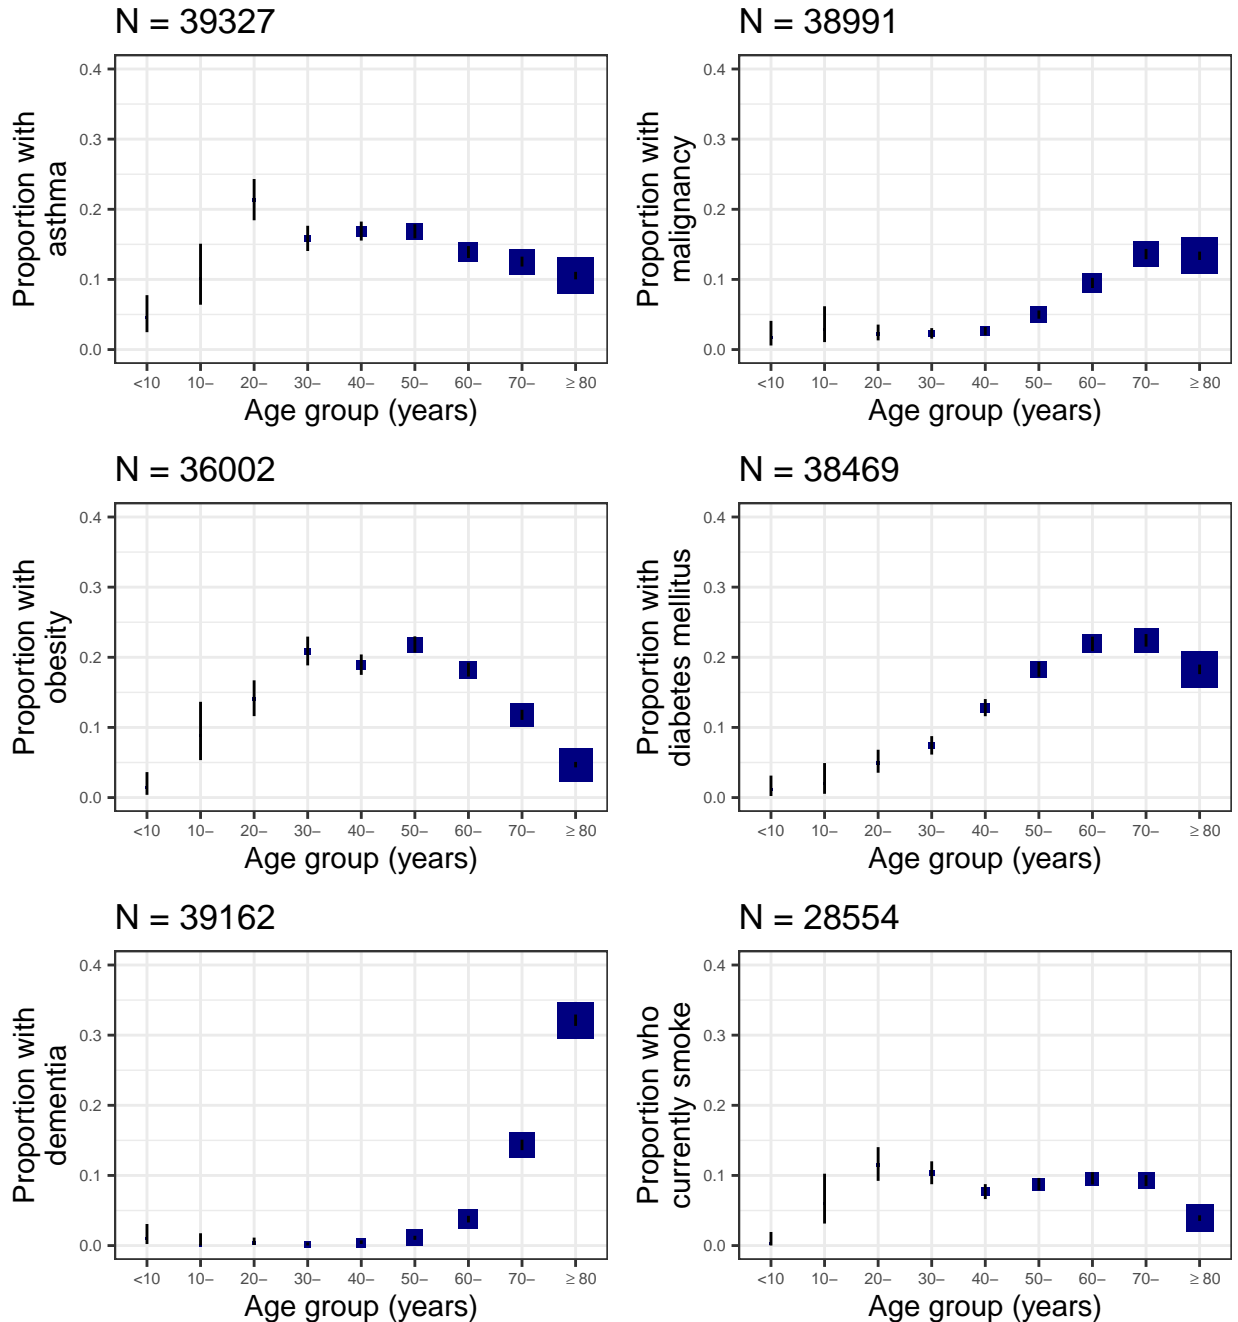 N = 39327
Proportion with
asthma
0.4
0.3
0.2
0.1
0.0
<10 10– 20– 30– 40– 50– 60– 70– ≥ 80
Age group (years)
N = 38991
Proportion with
malignancy
0.4
0.3
0.2
0.1
0.0
<10 10– 20– 30– 40– 50– 60– 70– ≥ 80
Age group (years)
N = 36002
Proportion with
obesity
0.4
0.3
0.2
0.1
0.0
<10 10– 20– 30– 40– 50– 60– 70– ≥ 80
Age group (years)
N = 38469
Proportion with
diabetes mellitus
0.4
0.3
0.2
0.1
0.0
<10 10– 20– 30– 40– 50– 60– 70– ≥ 80
Age group (years)
N = 39162
Proportion with
dementia
0.4
0.3
0.2
0.1
0.0
<10 10– 20– 30– 40– 50– 60– 70– ≥ 80
Age group (years)
N = 28554
Proportion who
currently smoke
0.4
0.3
0.2
0.1
0.0
<10 10– 20– 30– 40– 50– 60– 70– ≥ 80
Age group (years)